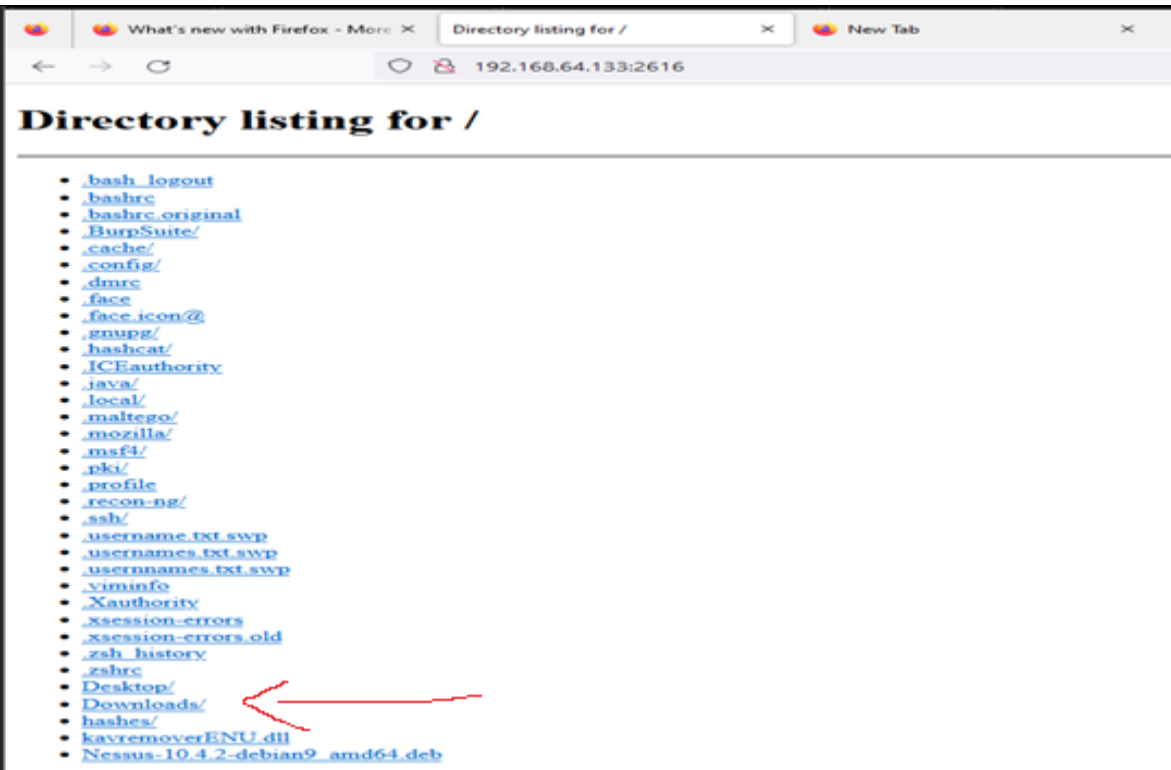 What's new with Firefox - More
Directory listing for /
New Tab
192.168.64.133:2616
Directory listing for /
.bash_logout
.bashrc
.bashrc.original
.BurpSuite/
.cache/
.config/
.dmrc
.face
.face.icon@
.gnupg/
.hashcat/
.ICEauthority
.java/
.local/
.maltego/
.mozilla/
.msf4/
.pki/
.profile
.recon-ng/
.ssh/
.username.txt.swp
.usernames.txt.swp
.usernnames.txt.swp
.viminfo
.Xauthority
.xsession-errors
.xsession-errors.old
.zsh_history
.zshrc
Desktop/
Downloads/
hashes/
kavremoverENU.dll
Nessus-10.4.2-debian9_amd64.deb